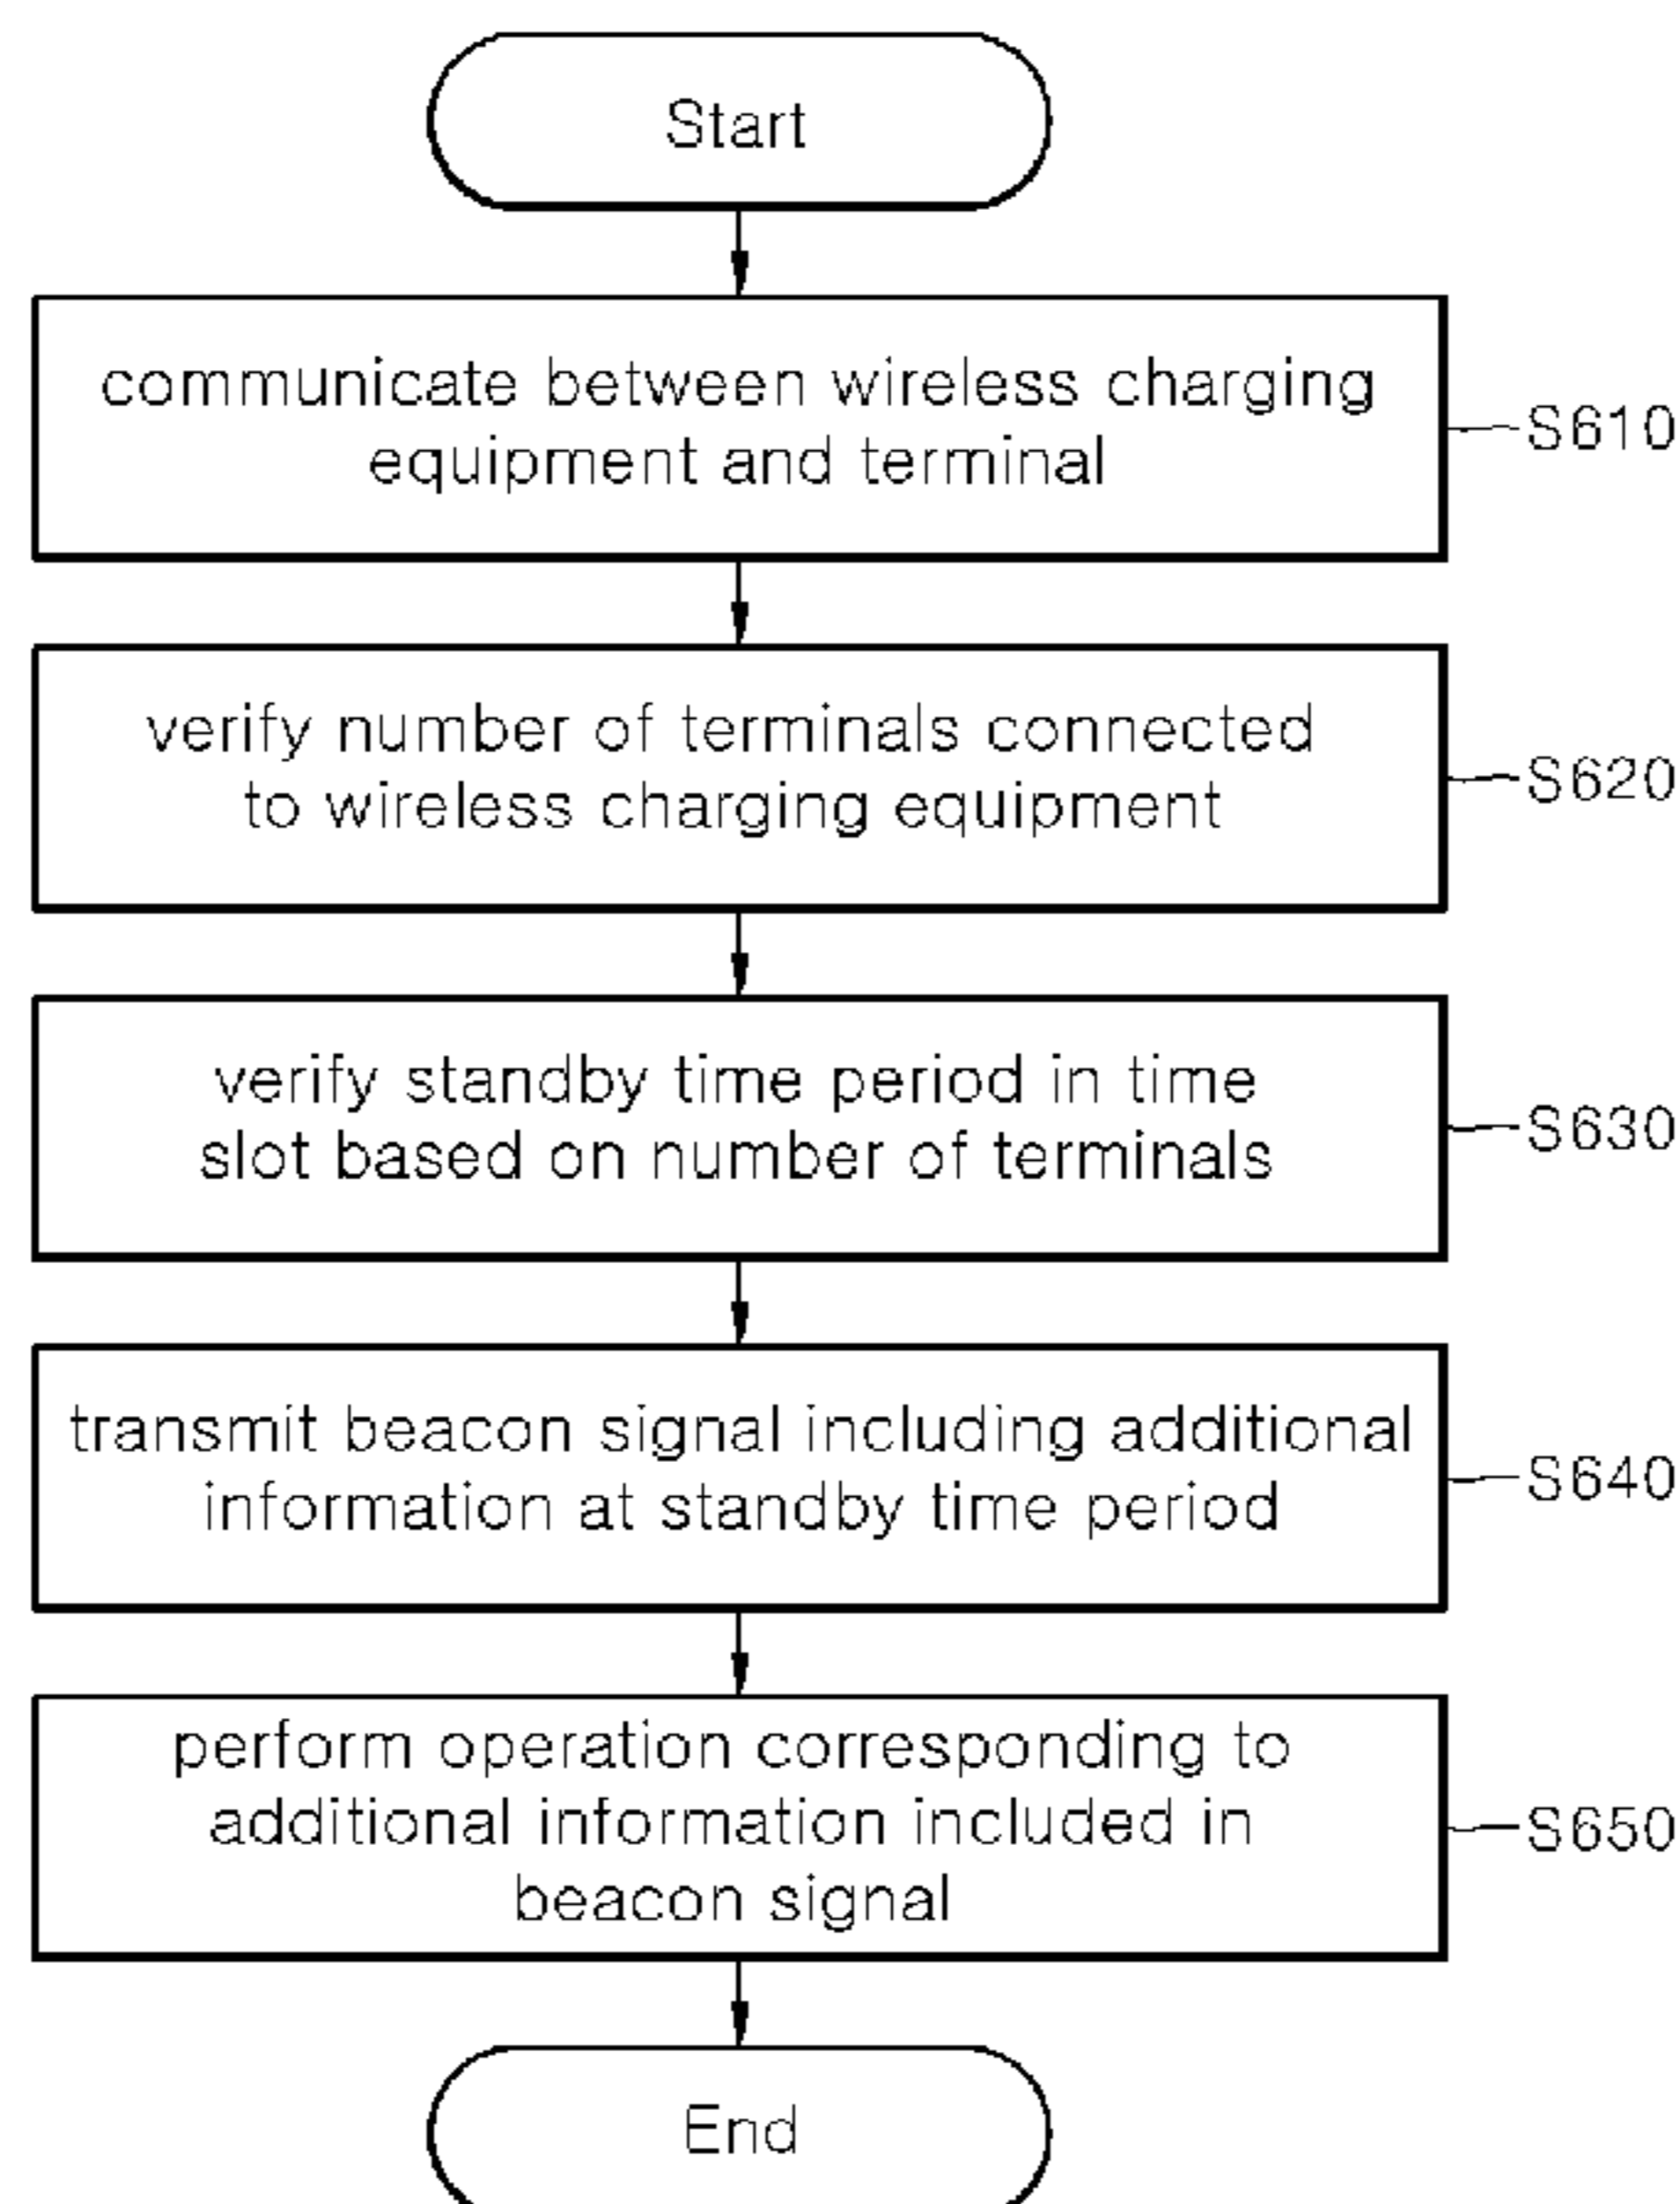 Start
communicate between wireless charging
equipment and terminal
S610
verify number of terminals connected
to wireless charging equipment
S620
verify standby time period in time
slot based on number of terminals
S630
transmit beacon signal including additional
information at standby time period
S640
perform operation corresponding to
additional information included in
beacon signal
S650
End